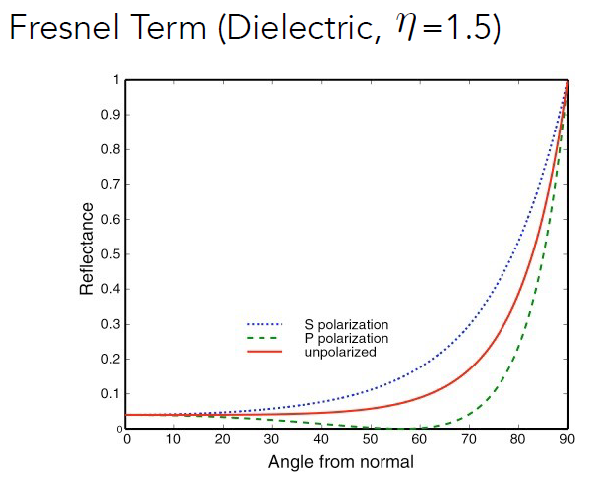 Fresnel Term (Dielectric, η=1.5)
1
0.9
0.8
0.7
0.6
0.5
0.4
0.3
0.2
0.1
0
Reflectance
S polarization
P polarization
unpolarized
0 10 20 30 40 50 60 70 80 90
Angle from normal